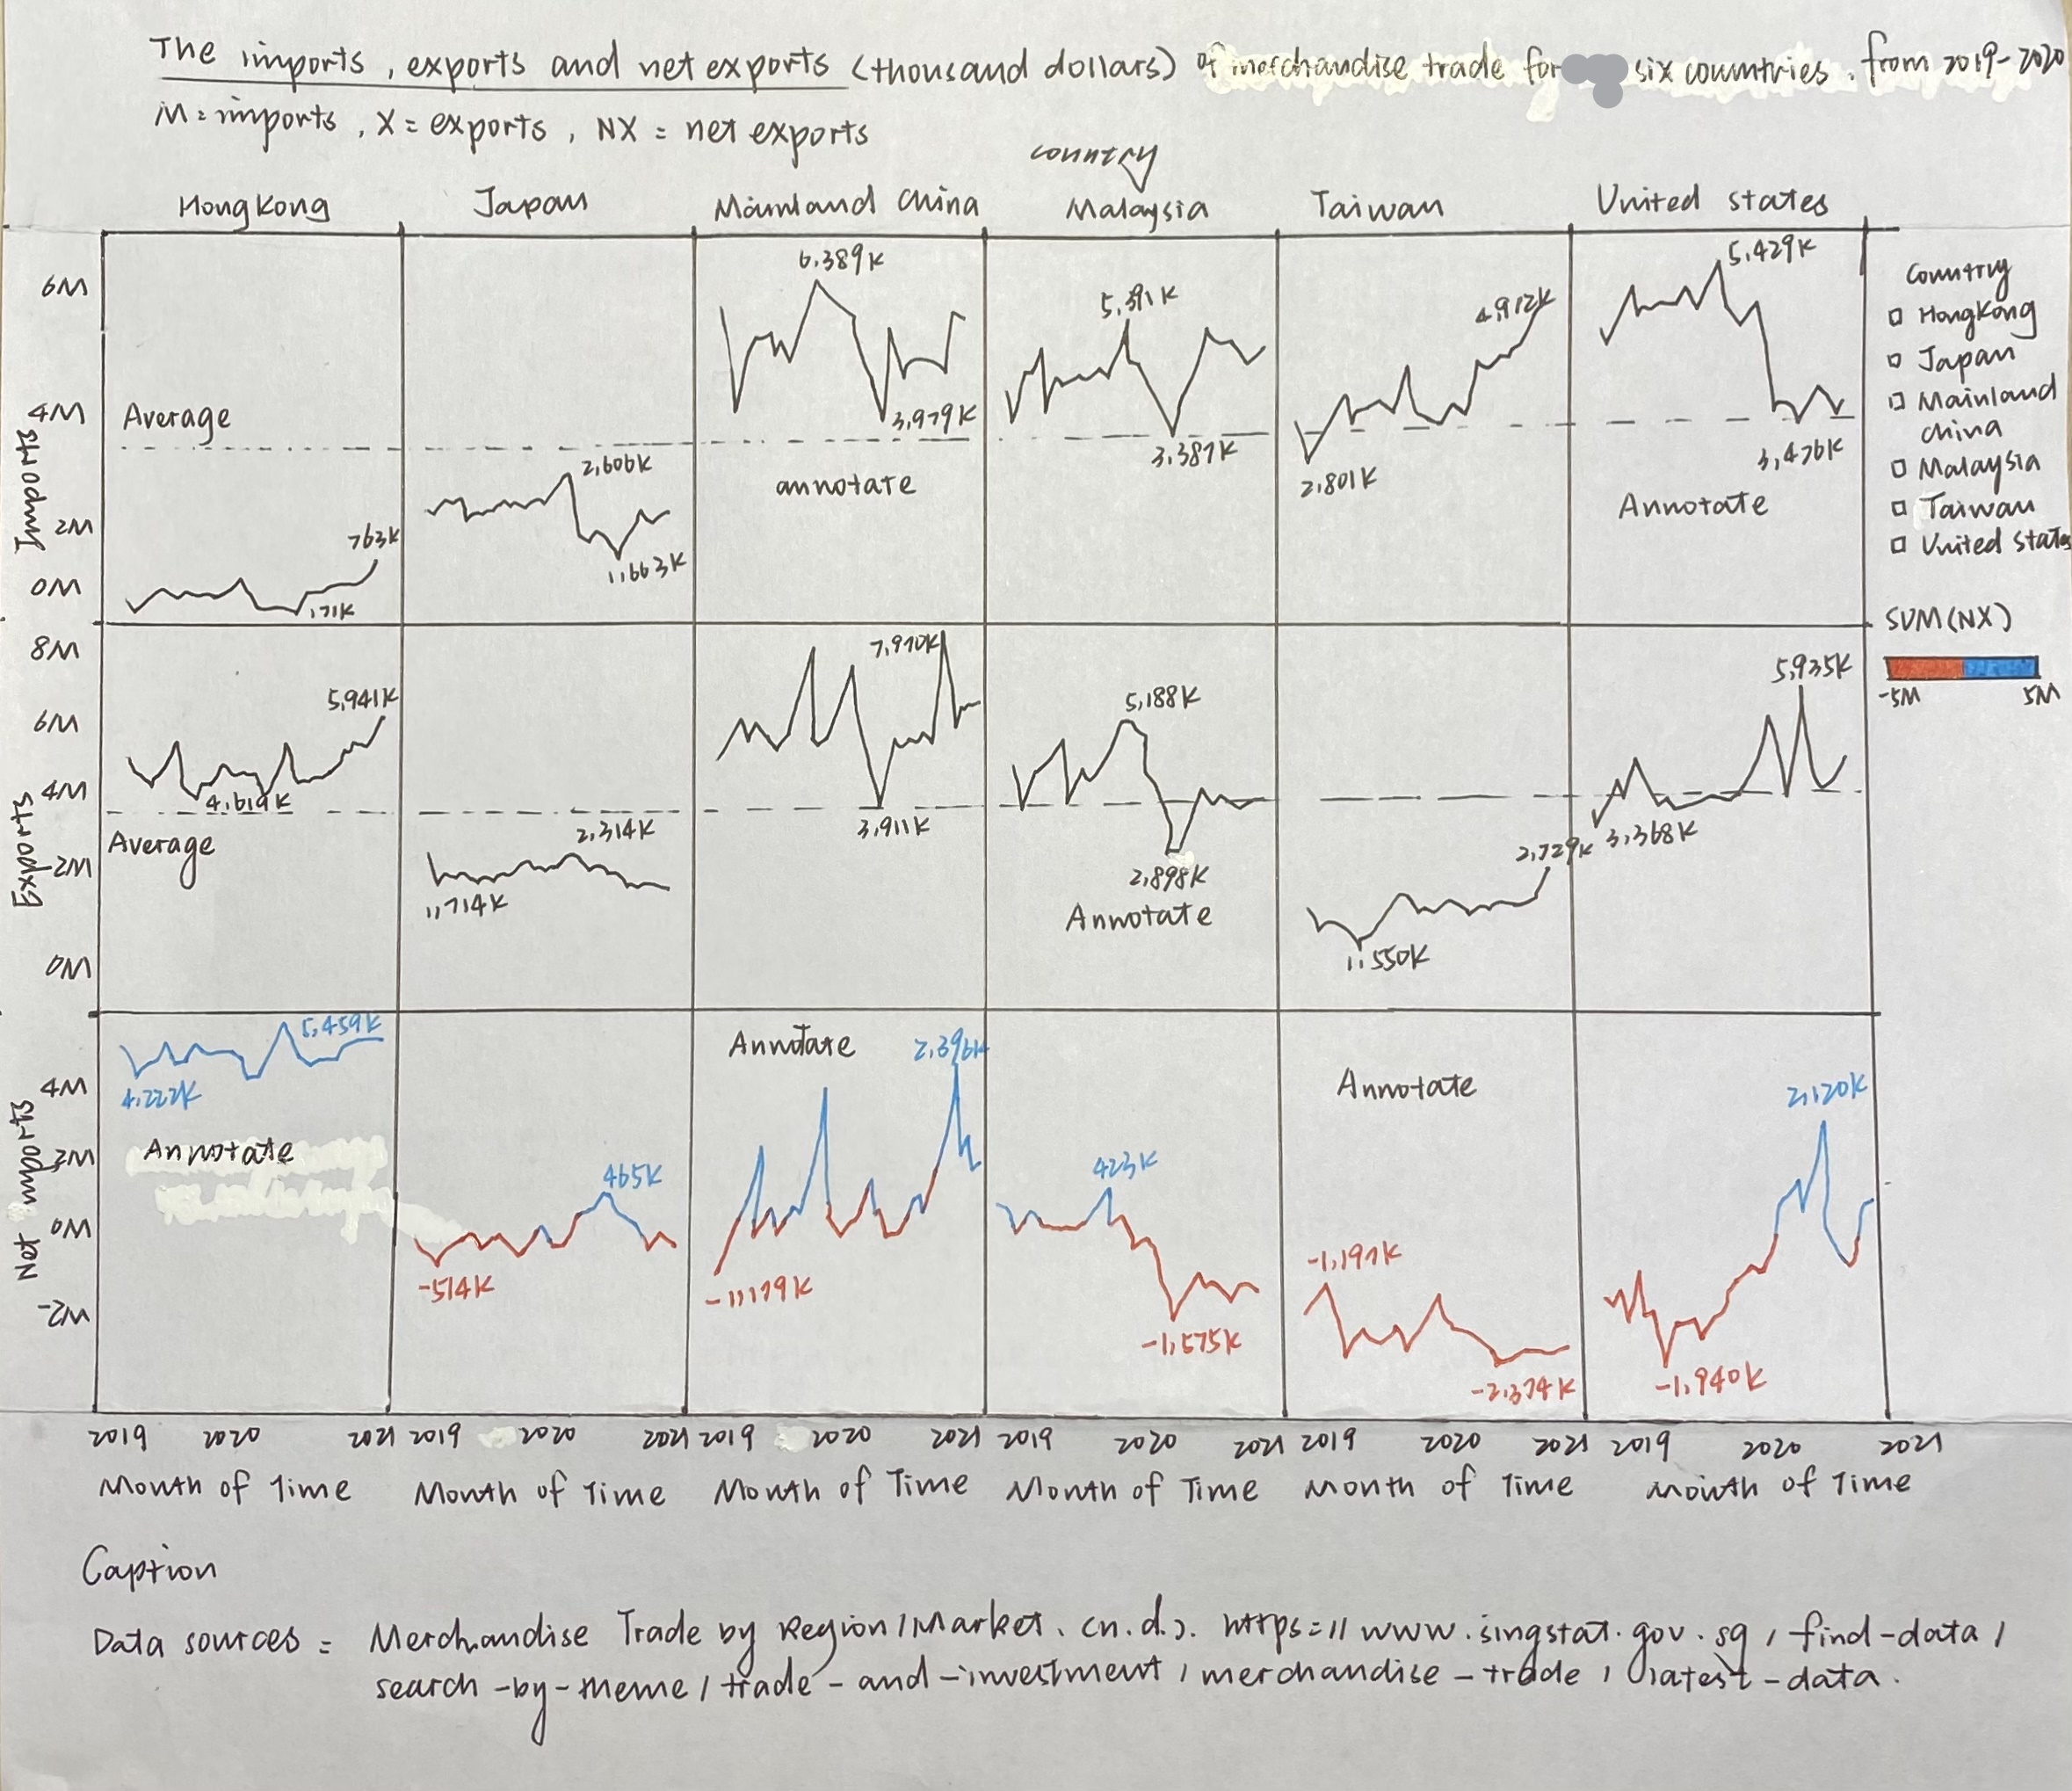 The imports, exports and net exports (thousand dollars) of merchandise trade for six countries, from 2019-2020
M = imports, X = exports, NX = net exports
country
HongKong Japan Mainland China Malaysia Taiwan United states
Imports
6M
4M
2M
0M
Average
763K
171K
2,606K
1,663K
6,389K
3,979K
annotate
5,391K
3,387K
4,912K
2,801K
5,429K
3,476K
Annotate
Country
HongKong
Japan
Mainland
China
Malaysia
Taiwan
United States
SUM(NX)
-5M 5M
Exports
8M
6M
4M
2M
0M
5,941K
4,619K
Average
2,314K
1,714K
7,970K
3,911K
5,188K
2,898K
Annotate
2,729K
1,550K
5,935K
3,368K
Net imports
4M
2M
0M
-2M
5,459K
4,222K
Annotate
465K
-514K
Annotate
2,396K
-1,179K
423K
-1,575K
Annotate
-1,197K
-2,374K
2,120K
-1,940K
2019 2020 2021 2019 2020 2021 2019 2020 2021 2019 2020 2021 2019 2020 2021 2019 2020 2021
Month of Time Month of Time Month of Time Month of Time Month of Time Month of Time
Caption
Data sources = Merchandise Trade by Region/Market. (n.d.). https://www.singstat.gov.sg/find-data/
search-by-theme/trade-and-investment/merchandise-trade/latest-data.